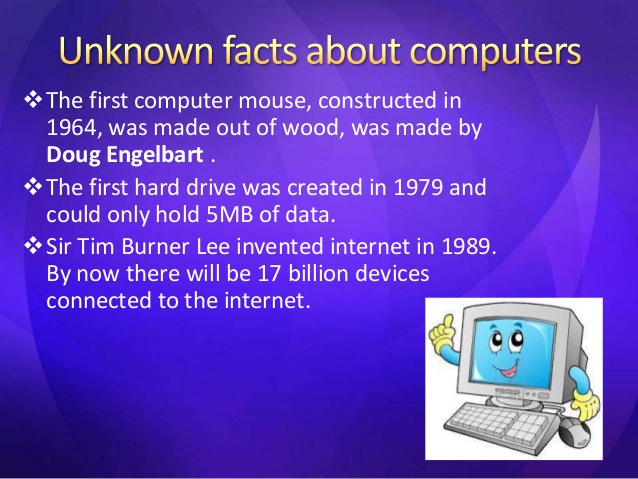 Unknown facts about computers
❖The first computer mouse, constructed in
1964, was made out of wood, was made by
Doug Engelbart .
❖The first hard drive was created in 1979 and
could only hold 5MB of data.
❖Sir Tim Burner Lee invented internet in 1989.
By now there will be 17 billion devices
connected to the internet.